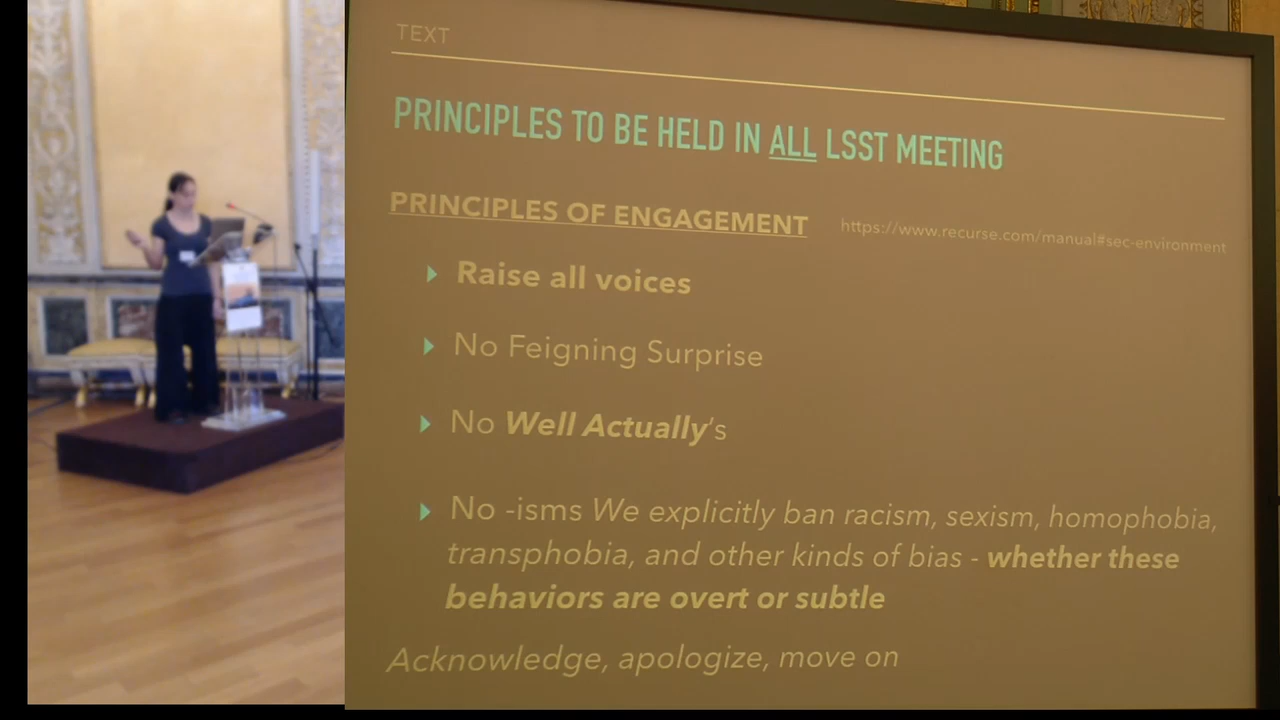 TEXT
PRINCIPLES TO BE HELD IN ALL LSST MEETING
PRINCIPLES OF ENGAGEMENT https://www.recurse.com/manual#sec-environment
Raise all voices
No Feigning Surprise
No Well Actually's
No -isms We explicitly ban racism, sexism, homophobia,
transphobia, and other kinds of bias - whether these
behaviors are overt or subtle
Acknowledge, apologize, move on